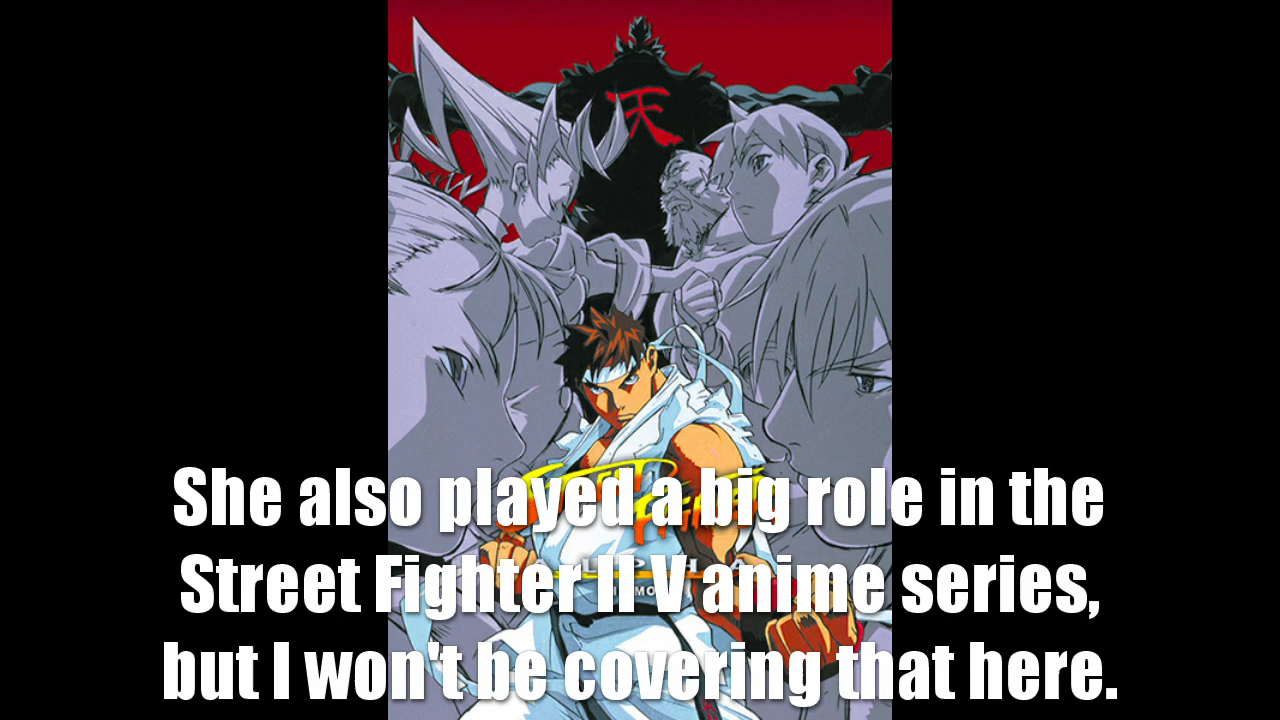 天
She also played a big role in the
Street Fighter II V anime series,
but I won't be covering that here.